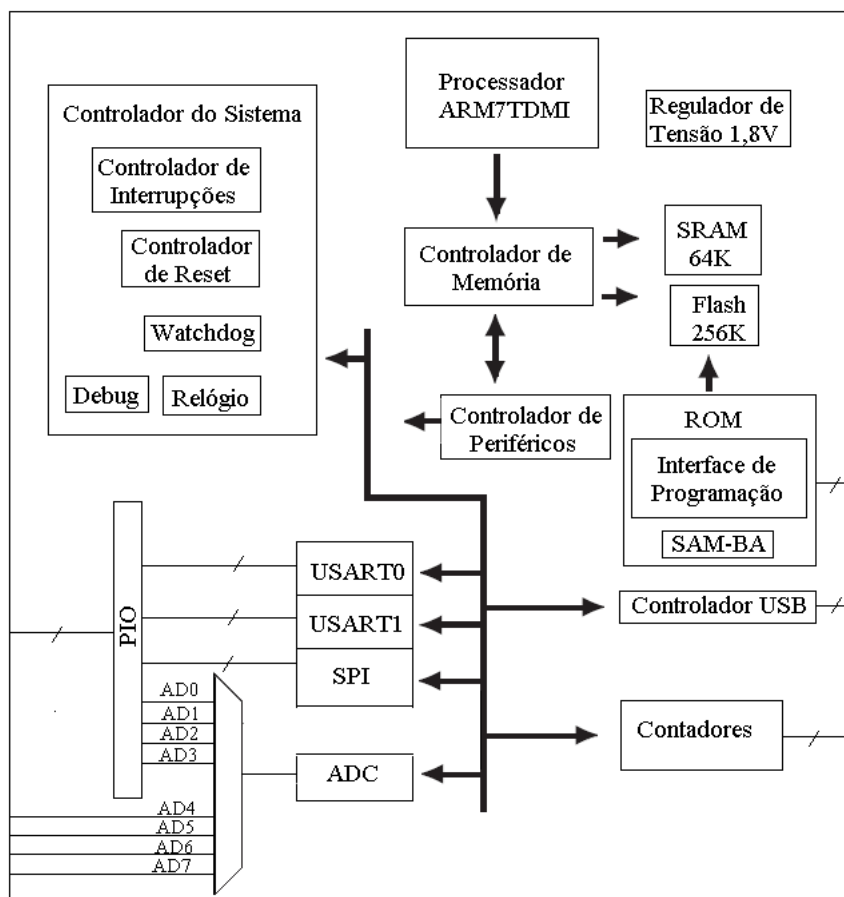 Processador
ARM7TDMI
Regulador de
Tensão 1,8V
Controlador do Sistema
Controlador de
Interrupções
Controlador
de Reset
Watchdog
Debug
Relógio
Controlador de
Memória
SRAM
64K
Flash
256K
Controlador de
Periféricos
ROM
Interface de
Programação
SAM-BA
PIO
USART0
USART1
SPI
ADC
Controlador USB
Contadores
AD0
AD1
AD2
AD3
AD4
AD5
AD6
AD7